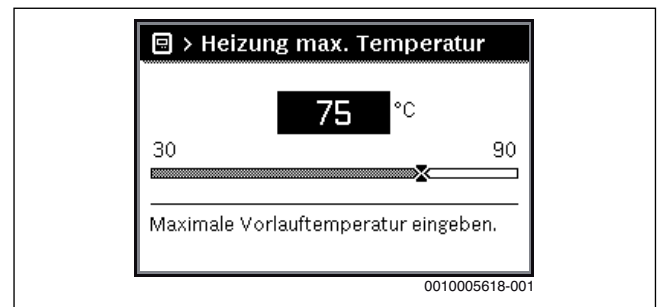 > Heizung max. Temperatur
75 °C
30 90
Maximale Vorlauftemperatur eingeben.
0010005618-001